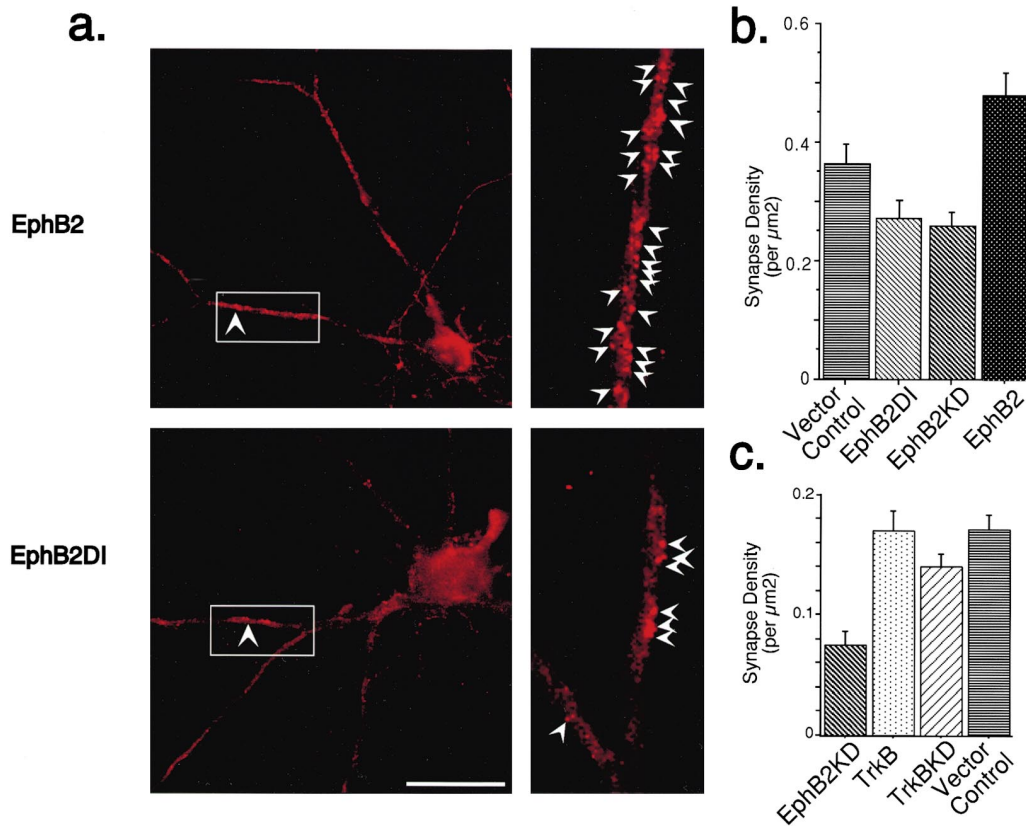 a.
EphB2
EphB2DI
b.
0.6
0.4
0.2
0
Synapse Density
(per µm2)
Vector
Control
EphB2DI
EphB2KD
EphB2
c.
0.2
0.1
0
Synapse Density
(per µm2)
EphB2KD
TrkB
TrkBKD
Vector
Control